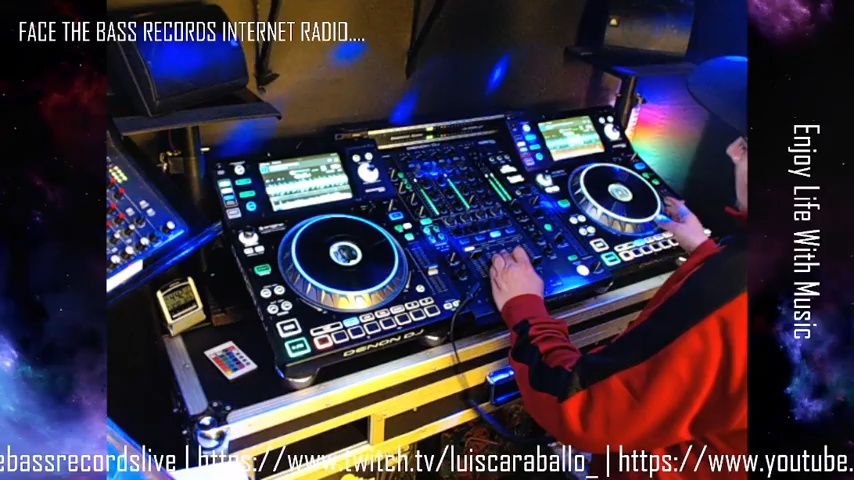 FACE THE BASS RECORDS INTERNET RADIO....
Enjoy Life With Music
DENON DJ
ebassrecordslive | https://www.twitch.tv/luiscaraballo_ | https://www.youtube.